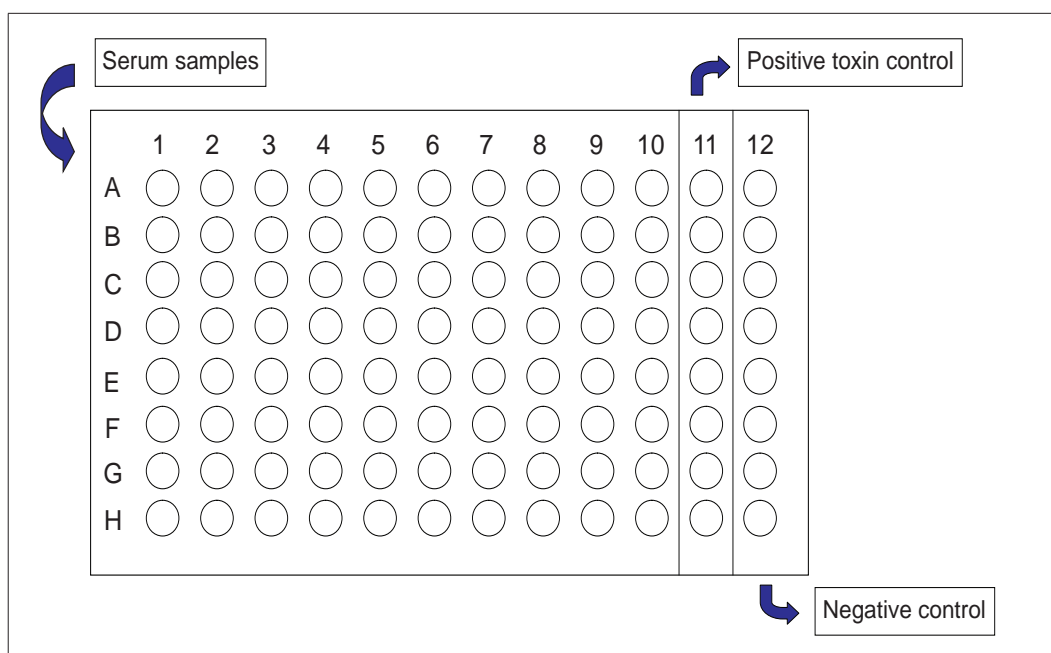 Serum samples
Positive toxin control
1 2 3 4 5 6 7 8 9 10 11 12
A
B
C
D
E
F
G
H
Negative control